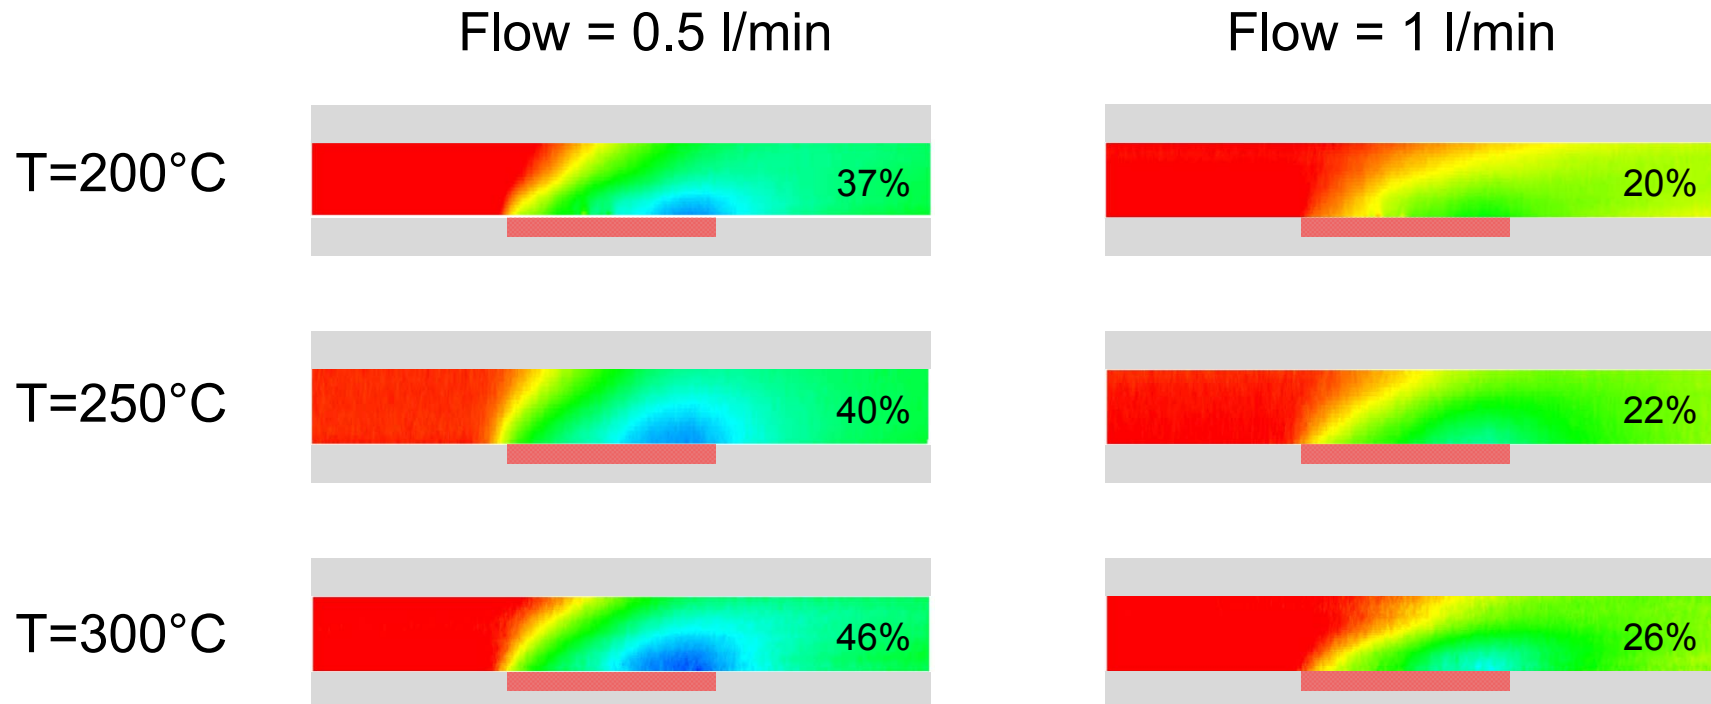 Flow = 0.5 l/min
Flow = 1 l/min
T=200°C
37%
20%
T=250°C
40%
22%
T=300°C
46%
26%